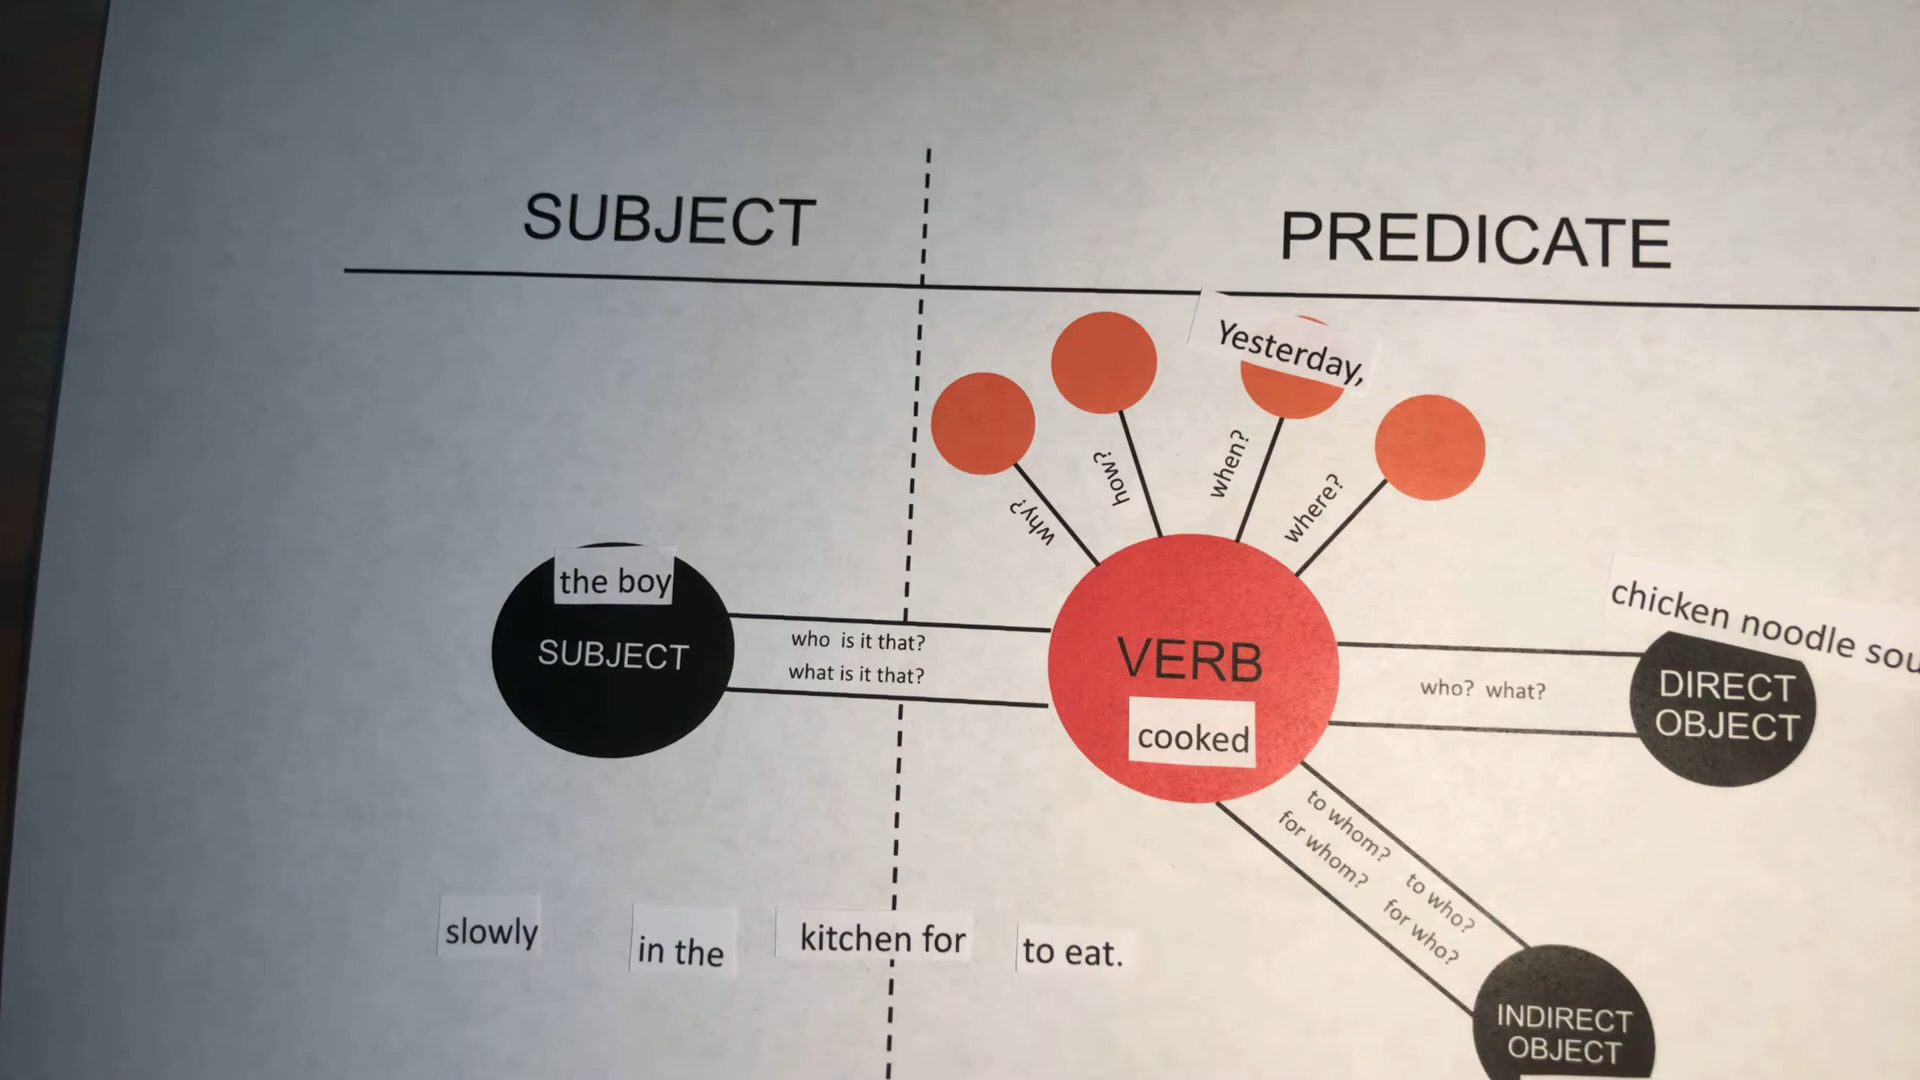 SUBJECT
PREDICATE
Yesterday,
why?
how?
when?
where?
the boy
SUBJECT
who is it that?
what is it that?
VERB
cooked
who? what?
chicken noodle sou
DIRECT
OBJECT
to whom? to who?
for whom? for who?
slowly
in the
kitchen for
to eat.
INDIRECT
OBJECT